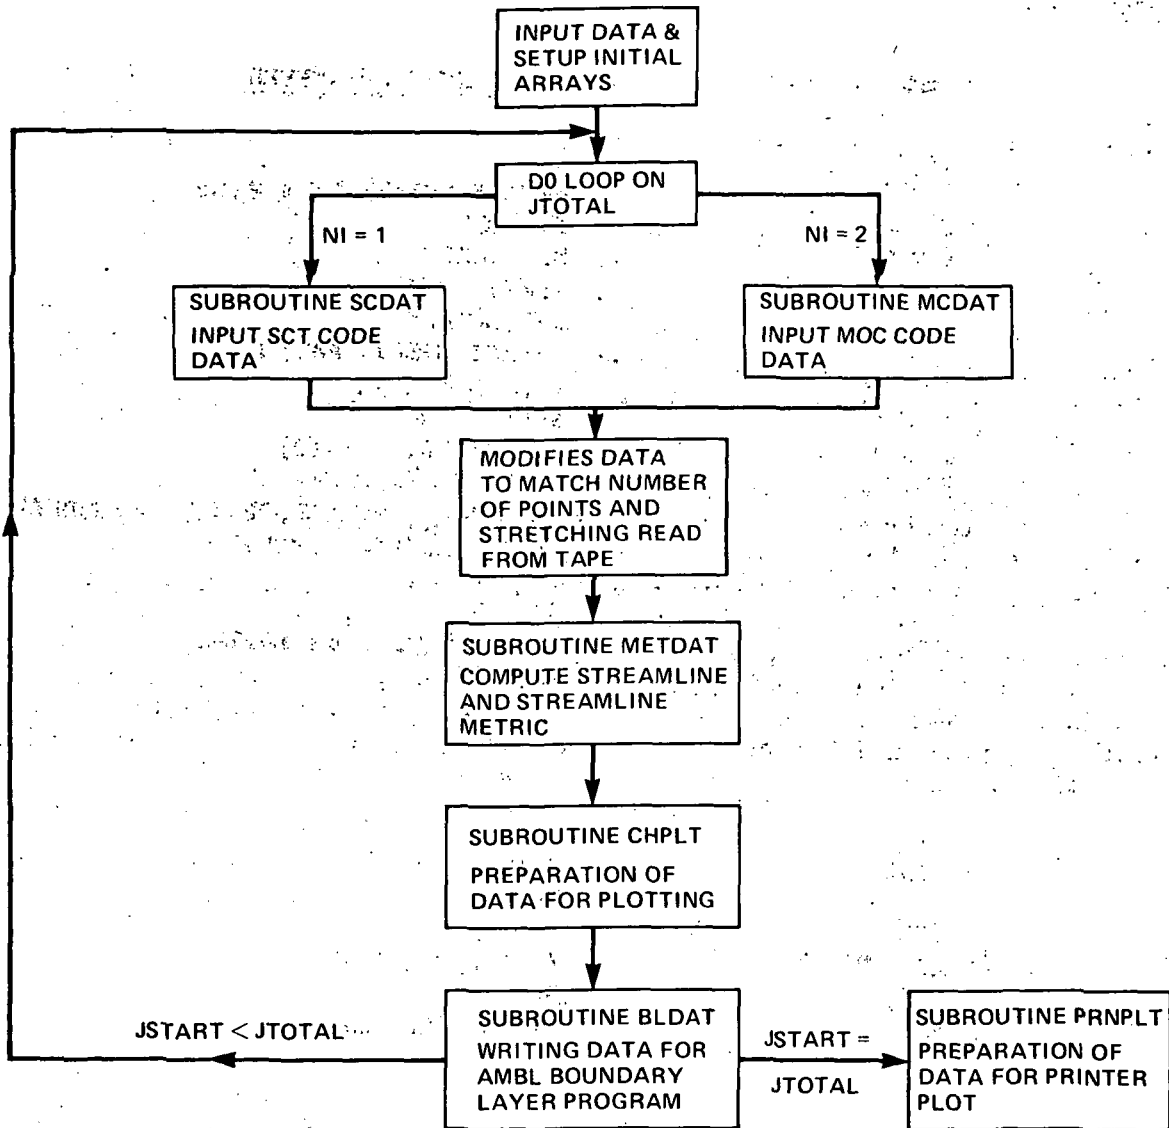 INPUT DATA &
SETUP INITIAL
ARRAYS
DO LOOP ON
JTOTAL
NI = 1
NI = 2
SUBROUTINE SCDAT
INPUT SCT CODE
DATA
SUBROUTINE MCDAT
INPUT MOC CODE
DATA
MODIFIES DATA
TO MATCH NUMBER
OF POINTS AND
STRETCHING READ
FROM TAPE
SUBROUTINE METDAT
COMPUTE STREAMLINE
AND STREAMLINE
METRIC
SUBROUTINE CHPLT
PREPARATION OF
DATA FOR PLOTTING
JSTART < JTOTAL
SUBROUTINE BLDAT
WRITING DATA FOR
AMBL BOUNDARY
LAYER PROGRAM
JSTART =
JTOTAL
SUBROUTINE PRNPLT
PREPARATION OF
DATA FOR PRINTER
PLOT